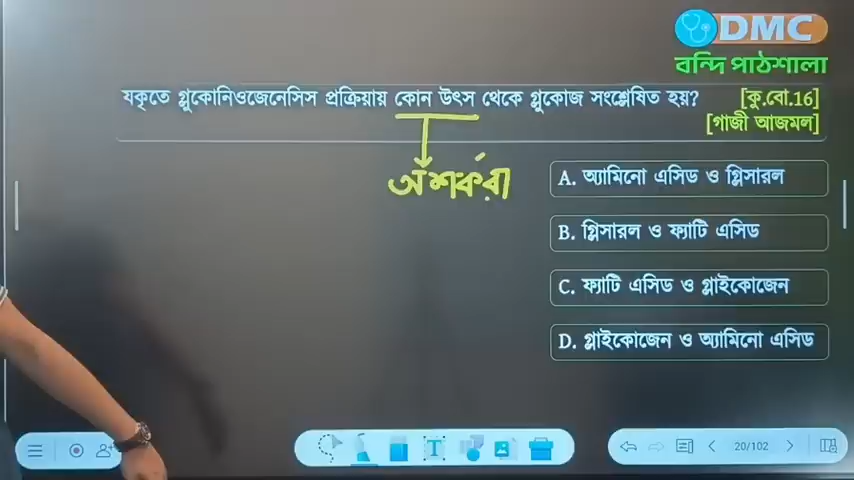 DMC
বন্দি পাঠশালা
যকৃতে গ্লুকোনিওজেনেসিস প্রক্রিয়ায় কোন উৎস থেকে গ্লুকোজ সংশ্লেষিত হয়? [কু.বো.16]
[গাজী আজমল]
অশর্করা
A. অ্যামিনো এসিড ও গ্লিসারল
B. গ্লিসারল ও ফ্যাটি এসিড
C. ফ্যাটি এসিড ও গ্লাইকোজেন
D. গ্লাইকোজেন ও অ্যামিনো এসিড
T
20/102